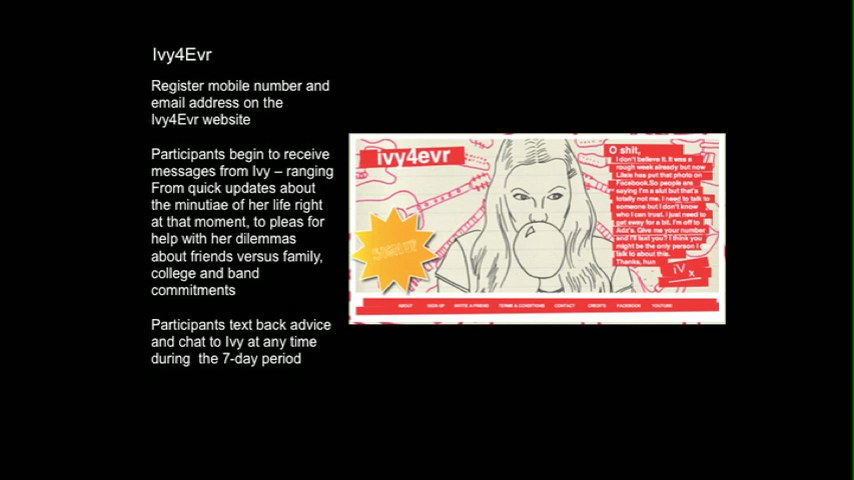 Ivy4Evr
Register mobile number and
email address on the
Ivy4Evr website
Participants begin to receive
messages from Ivy – ranging
From quick updates about
the minutiae of her life right
at that moment, to pleas for
help with her dilemmas
about friends versus family,
college and band
commitments
Participants text back advice
and chat to Ivy at any time
during the 7-day period
ivy4evr
SIGN UP
O shit,
I don't believe it. It was a
rough week already but now
Lilsis has put that photo on
Facebook.So people are
saying I'm a slut but that's
totally not me. I need to talk to
someone but I don't know
who I can trust. I just need to
get away for a bit. I'm off to
Adz's. Give me your number
and I'll text you? I think you
might be the only person I
talk to about this.
Thanks, hun
iv x
ABOUT SIGN UP INVITE A FRIEND TERMS & CONDITIONS CONTACT CREDITS FACEBOOK YOUTUBE